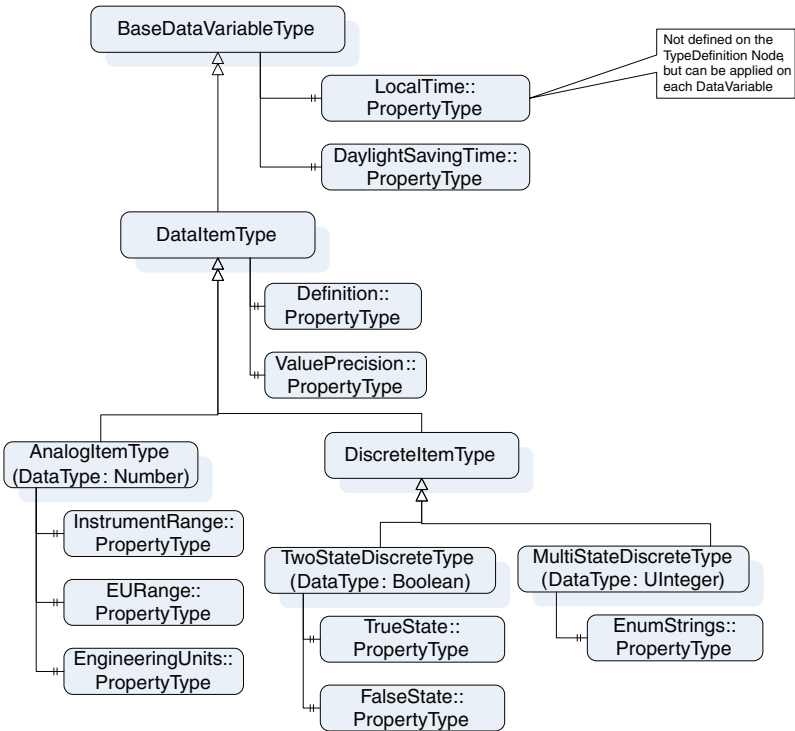 BaseDataVariableType
Not defined on the
TypeDefinition Node,
but can be applied on
each DataVariable
LocalTime::
PropertyType
DaylightSavingTime::
PropertyType
DataItemType
Definition::
PropertyType
ValuePrecision::
PropertyType
AnalogItemType
(DataType: Number)
DiscreteItemType
InstrumentRange::
PropertyType
EURange::
PropertyType
EngineeringUnits::
PropertyType
TwoStateDiscreteType
(DataType: Boolean)
TrueState::
PropertyType
FalseState::
PropertyType
MultiStateDiscreteType
(DataType: UInteger)
EnumStrings::
PropertyType